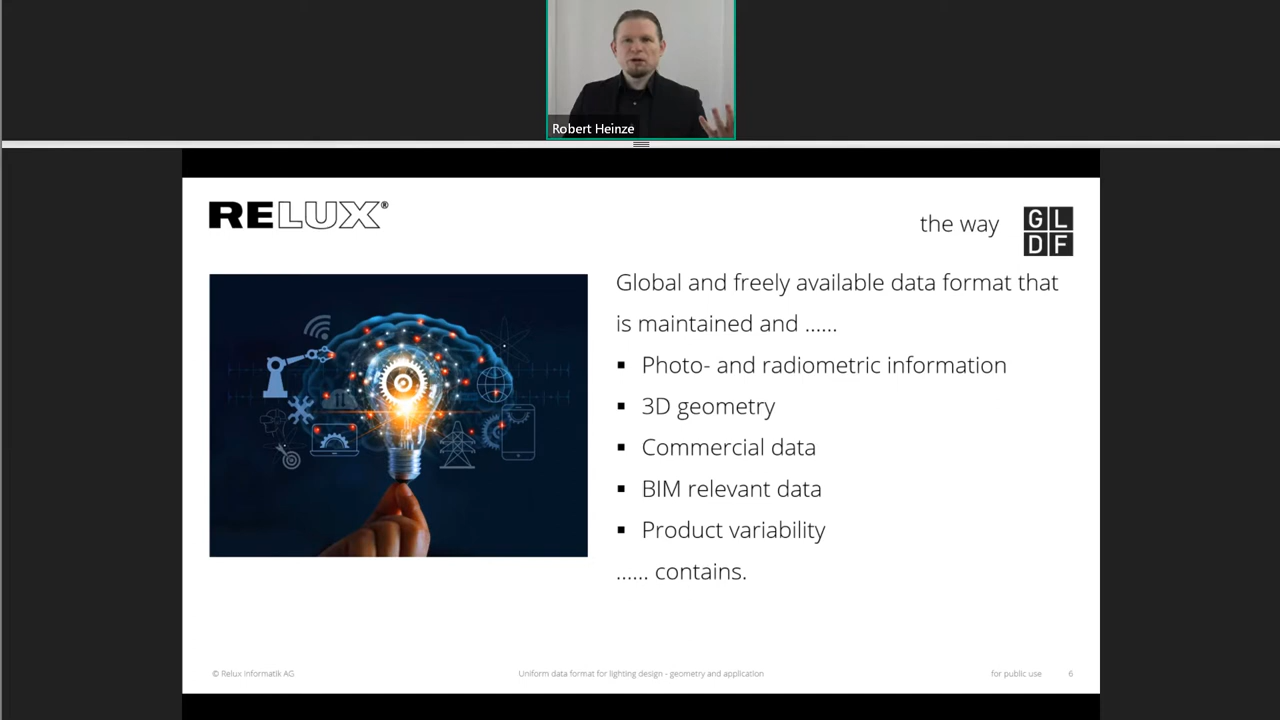 Robert Heinze
RELUX®
the way
GL
DF
Global and freely available data format that
is maintained and ......
▪ Photo- and radiometric information
▪ 3D geometry
▪ Commercial data
▪ BIM relevant data
▪ Product variability
...... contains.
© Relux Informatik AG
Uniform data format for lighting design - geometry and application
for public use
6